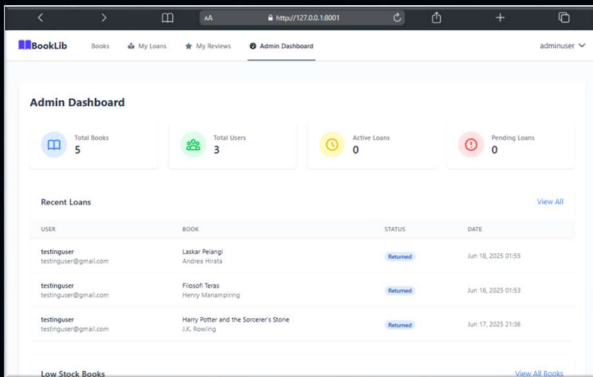 AA http://127.0.0.1:8001
BookLib Books My Loans My Reviews Admin Dashboard adminuser
Admin Dashboard
Total Books
5
Total Users
3
Active Loans
0
Pending Loans
0
Recent Loans View All
USER BOOK STATUS DATE
testinguser Laskar Pelangi
testinguser@gmail.com Andrea Hirata Returned Jun 18, 2025 01:55
testinguser Filosofi Teras
testinguser@gmail.com Henry Manampiring Returned Jun 18, 2025 01:53
testinguser Harry Potter and the Sorcerer's Stone
testinguser@gmail.com J.K. Rowling Returned Jun 17, 2025 21:36
Low Stock Books View All Books